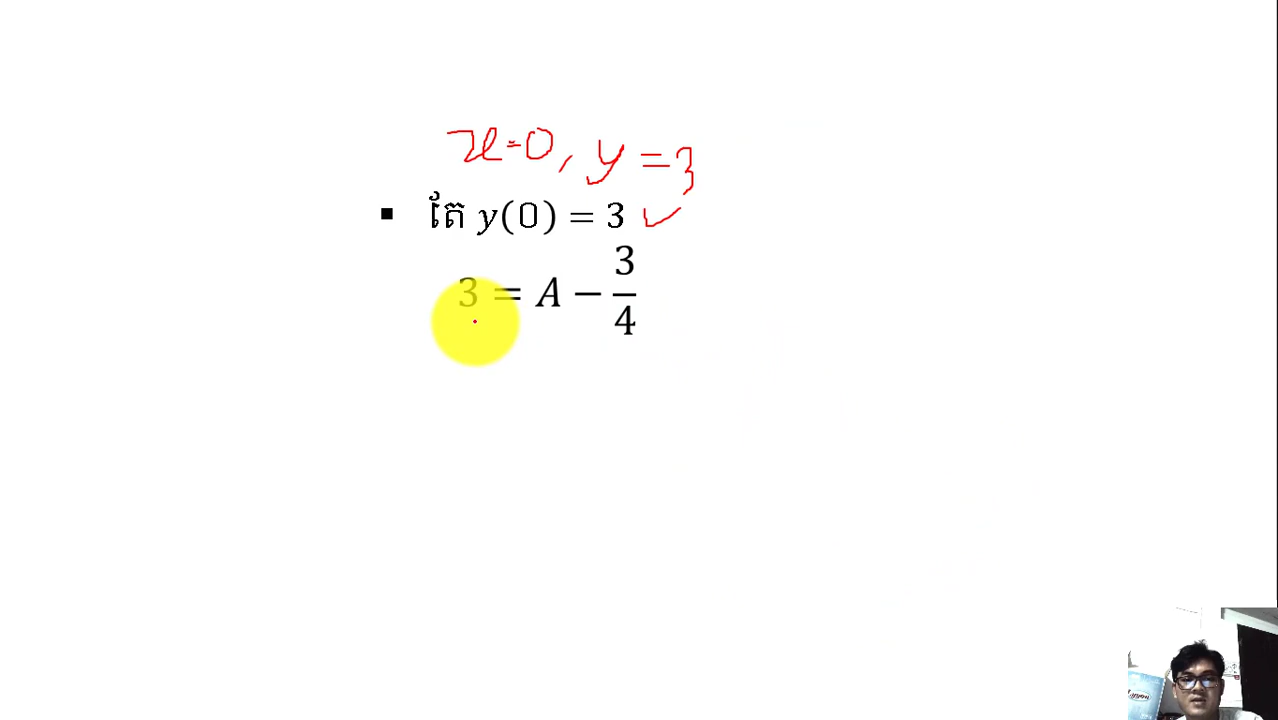 x=0, y=3
▪ តែ y(0) = 3 ✓
3 = A − 3/4